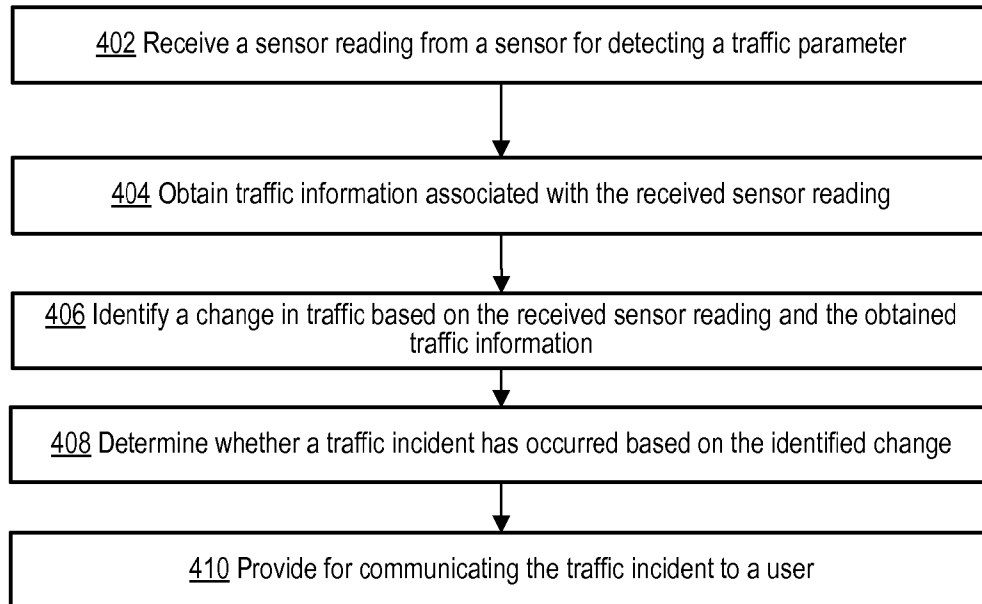 402 Receive a sensor reading from a sensor for detecting a traffic parameter
404 Obtain traffic information associated with the received sensor reading
406 Identify a change in traffic based on the received sensor reading and the obtained
traffic information
408 Determine whether a traffic incident has occurred based on the identified change
410 Provide for communicating the traffic incident to a user